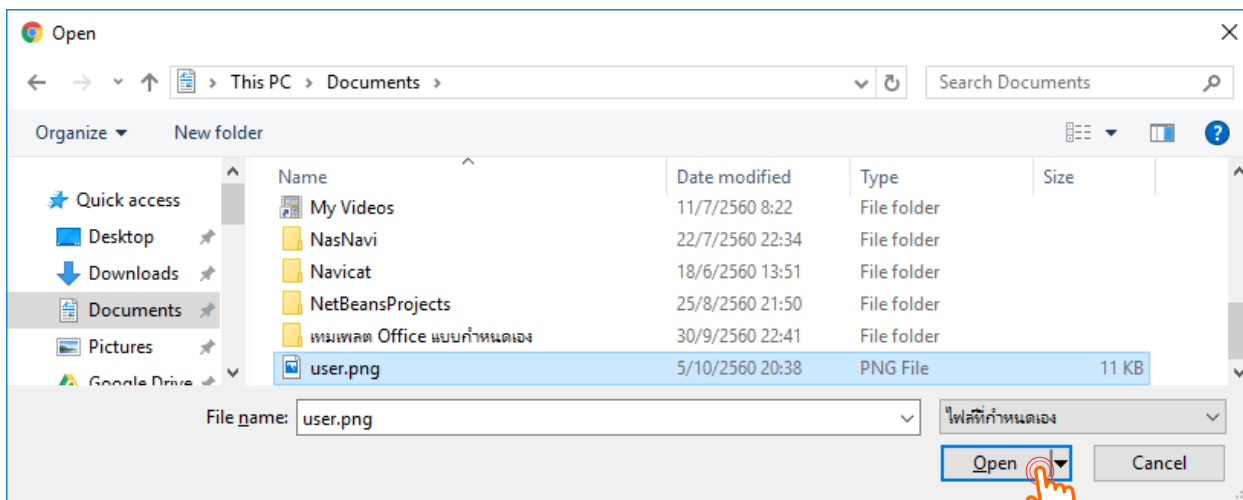 Open
This PC > Documents >
Search Documents
Organize
New folder
Name Date modified Type Size
Quick access
Desktop
Downloads
Documents
Pictures
Google Drive
My Videos 11/7/2560 8:22 File folder
NasNavi 22/7/2560 22:34 File folder
Navicat 18/6/2560 13:51 File folder
NetBeansProjects 25/8/2560 21:50 File folder
เทมเพลต Office แบบกำหนดเอง 30/9/2560 22:41 File folder
user.png 5/10/2560 20:38 PNG File 11 KB
File name: user.png ไฟล์ที่กำหนดเอง
Open Cancel